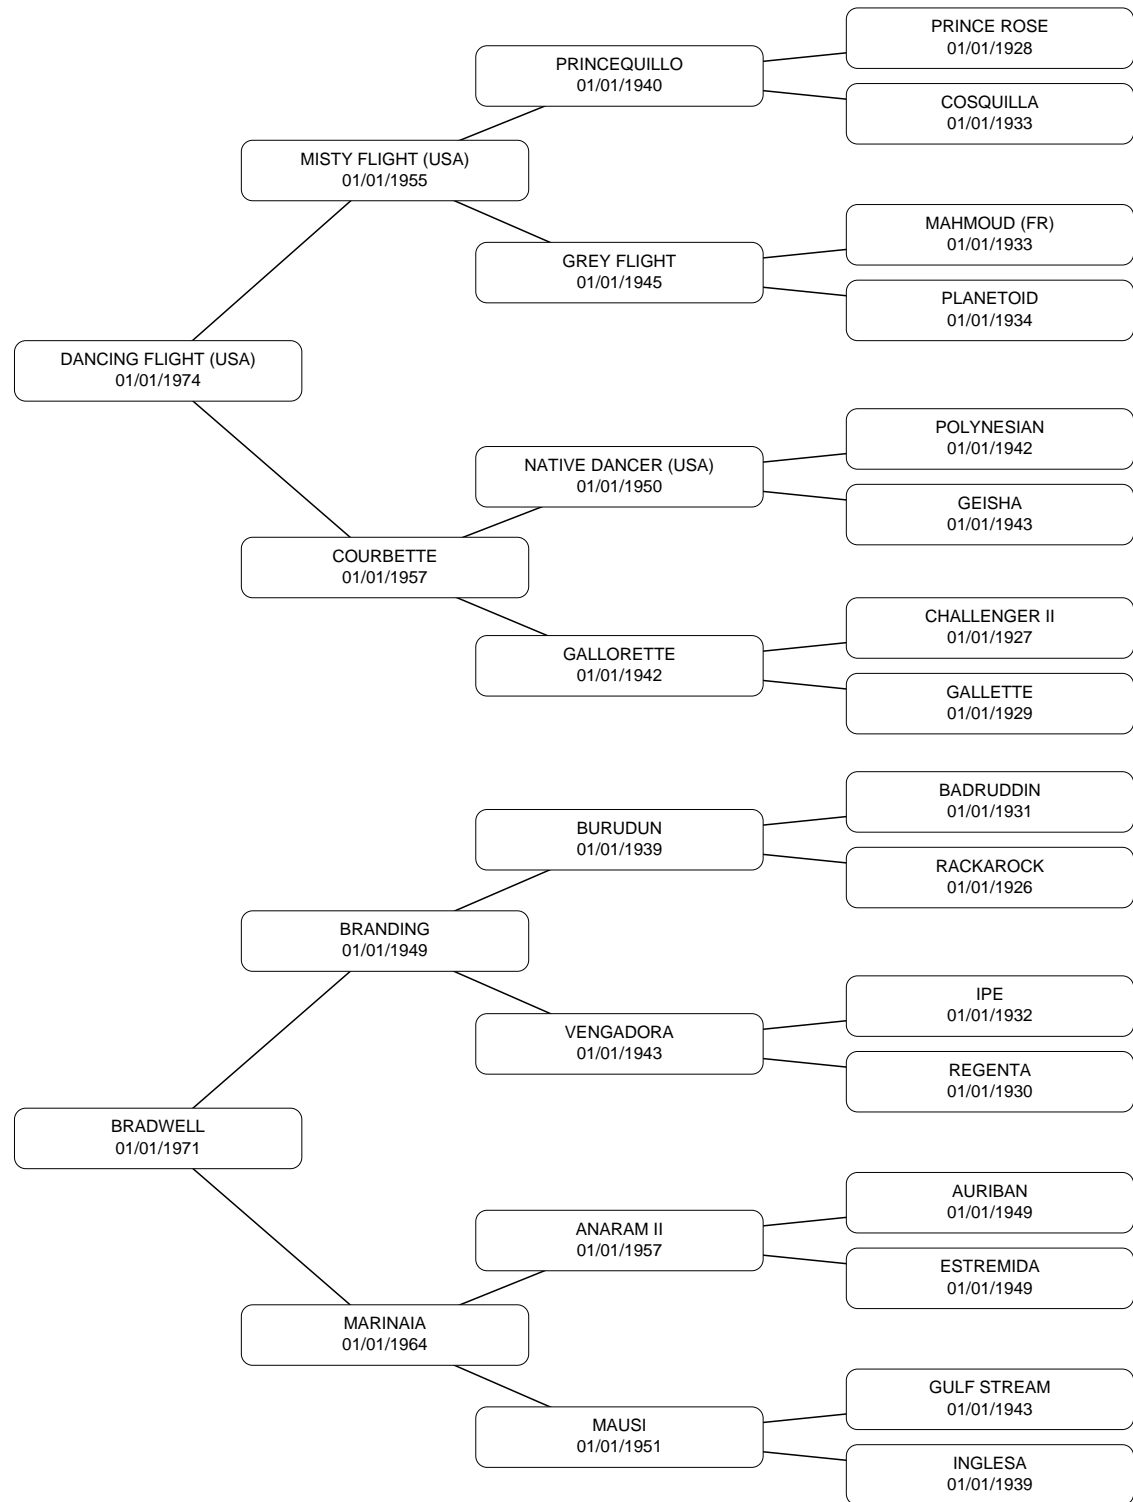 PRINCE ROSE
01/01/1928
PRINCEQUILLO
01/01/1940
COSQUILLA
01/01/1933
MISTY FLIGHT (USA)
01/01/1955
MAHMOUD (FR)
01/01/1933
GREY FLIGHT
01/01/1945
PLANETOID
01/01/1934
DANCING FLIGHT (USA)
01/01/1974
POLYNESIAN
01/01/1942
NATIVE DANCER (USA)
01/01/1950
GEISHA
01/01/1943
COURBETTE
01/01/1957
CHALLENGER II
01/01/1927
GALLORETTE
01/01/1942
GALLETTE
01/01/1929
BADRUDDIN
01/01/1931
BURUDUN
01/01/1939
RACKAROCK
01/01/1926
BRANDING
01/01/1949
IPE
01/01/1932
VENGADORA
01/01/1943
REGENTA
01/01/1930
BRADWELL
01/01/1971
AURIBAN
01/01/1949
ANARAM II
01/01/1957
ESTREMIDA
01/01/1949
MARINAIA
01/01/1964
GULF STREAM
01/01/1943
MAUSI
01/01/1951
INGLESA
01/01/1939